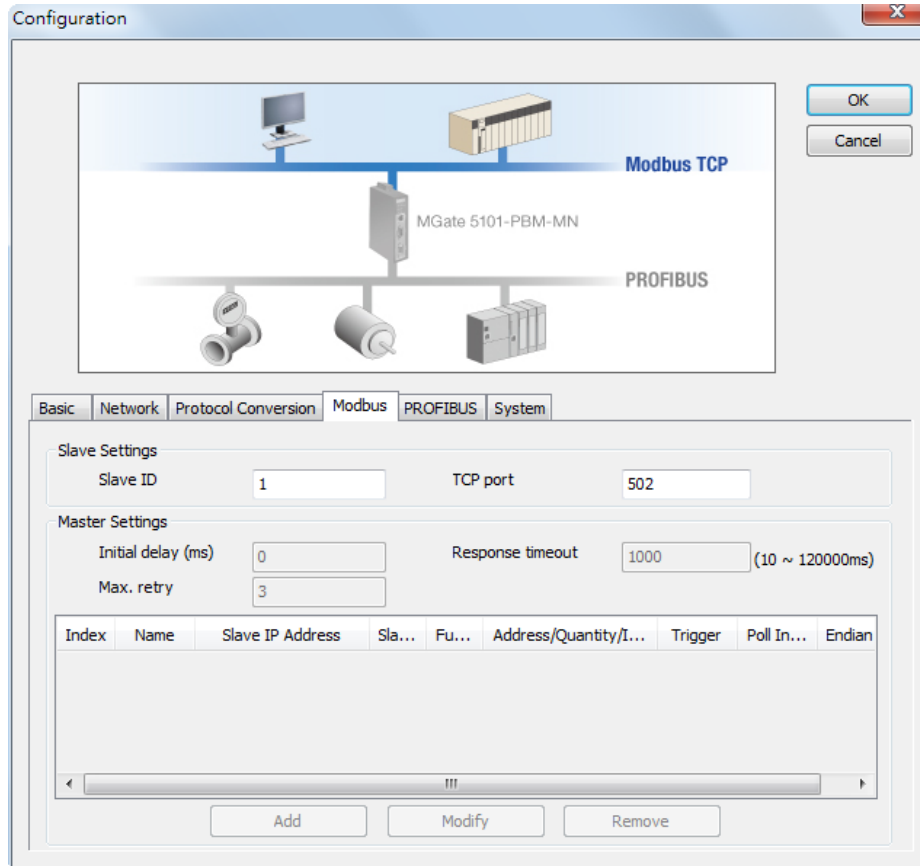 Configuration
OK
Cancel
Modbus TCP
MGate 5101-PBM-MN
PROFIBUS
Basic Network Protocol Conversion Modbus PROFIBUS System
Slave Settings
Slave ID 1 TCP port 502
Master Settings
Initial delay (ms) 0 Response timeout 1000 (10 ~ 120000ms)
Max. retry 3
Index Name Slave IP Address Sla... Fu... Address/Quantity/I... Trigger Poll In... Endian
Add Modify Remove